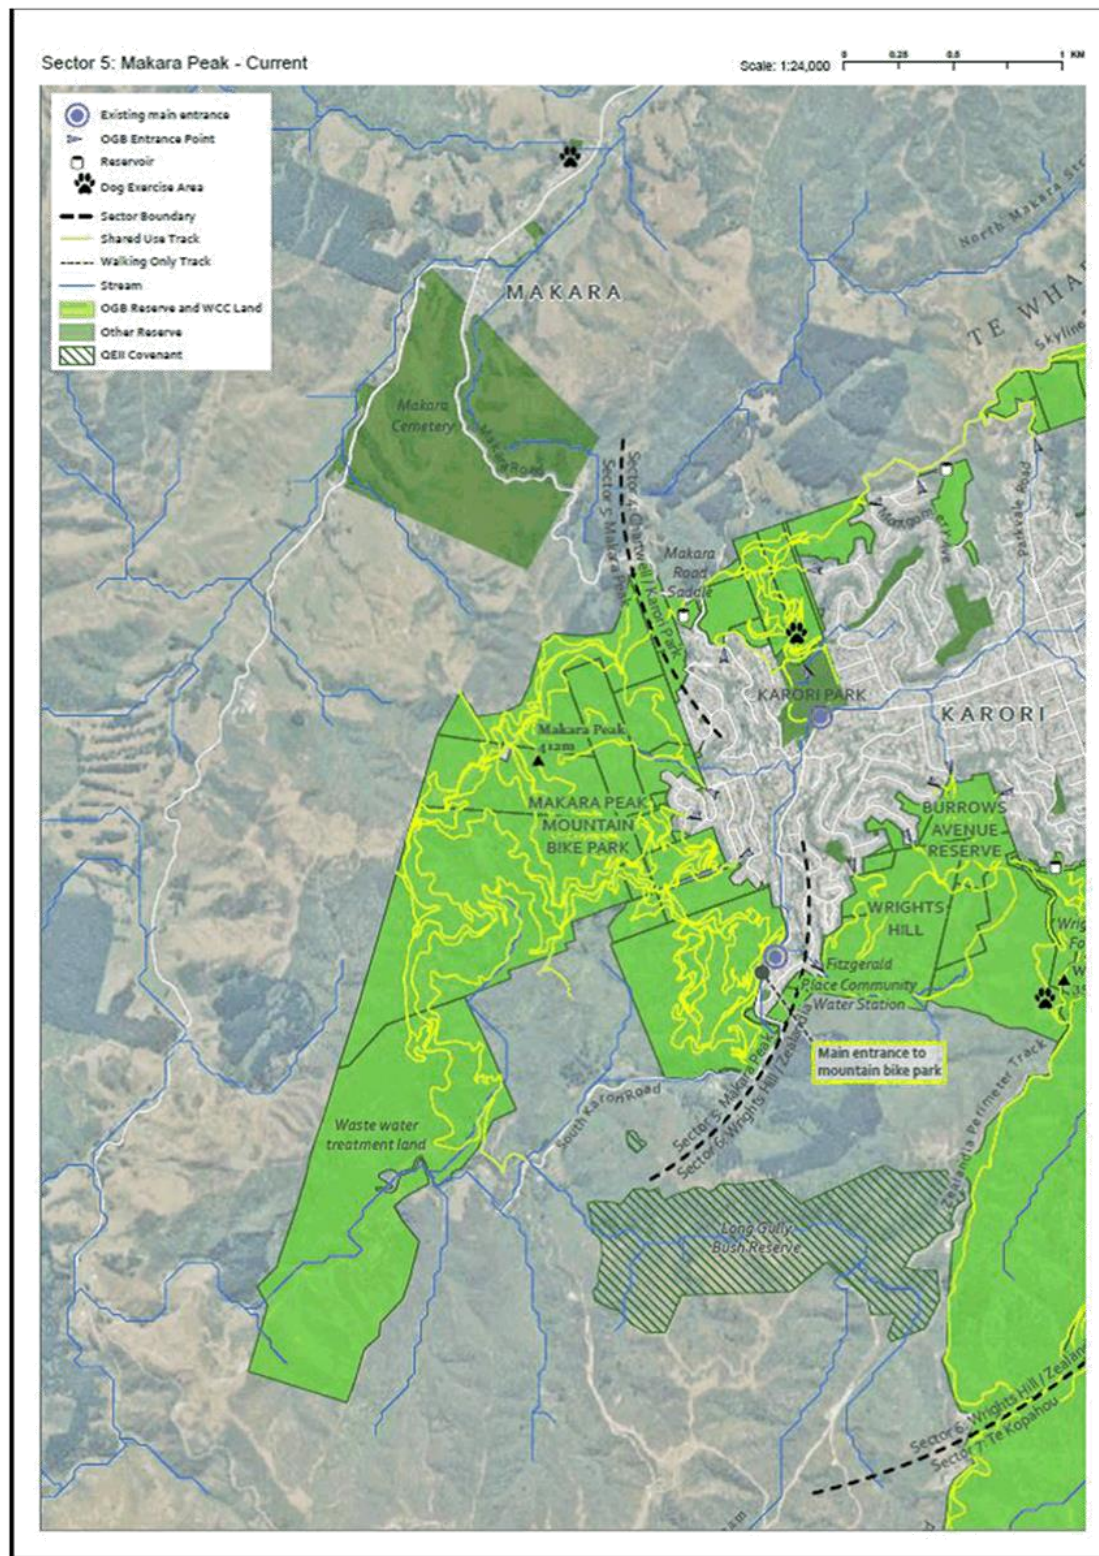 Sector 5: Makara Peak - Current
Scale: 1:24,000
0 0.25 0.5 1 KM
Existing main entrance
OGB Entrance Point
Reservoir
Dog Exercise Area
Sector Boundary
Shared Use Track
Walking Only Track
Stream
OGB Reserve and WCC Land
Other Reserve
QEII Covenant
North Makara
MAKARA
TE WHA
Skyline
Makara
Cemetery
Makara Road
Sector 4: Chartwell / Karori Park
Sector 5: Makara Peak
Parkvale Road
Makara
Road
Saddle
KARORI PARK
KARORI
Makara Peak
412m
MAKARA PEAK
MOUNTAIN
BIKE PARK
BURROWS
AVENUE
RESERVE
WRIGHTS
HILL
Fitzgerald
Place Community
Water Station
Main entrance to
mountain bike park
Zealandia Perimeter Track
South Karori Road
Sector 5: Makara Peak
Sector 6: Wrights Hill / Zealandia
Waste water
treatment land
Long Gully
Bush Reserve
Sector 6: Wrights Hill / Zealan
Sector 7: Te Kopahou